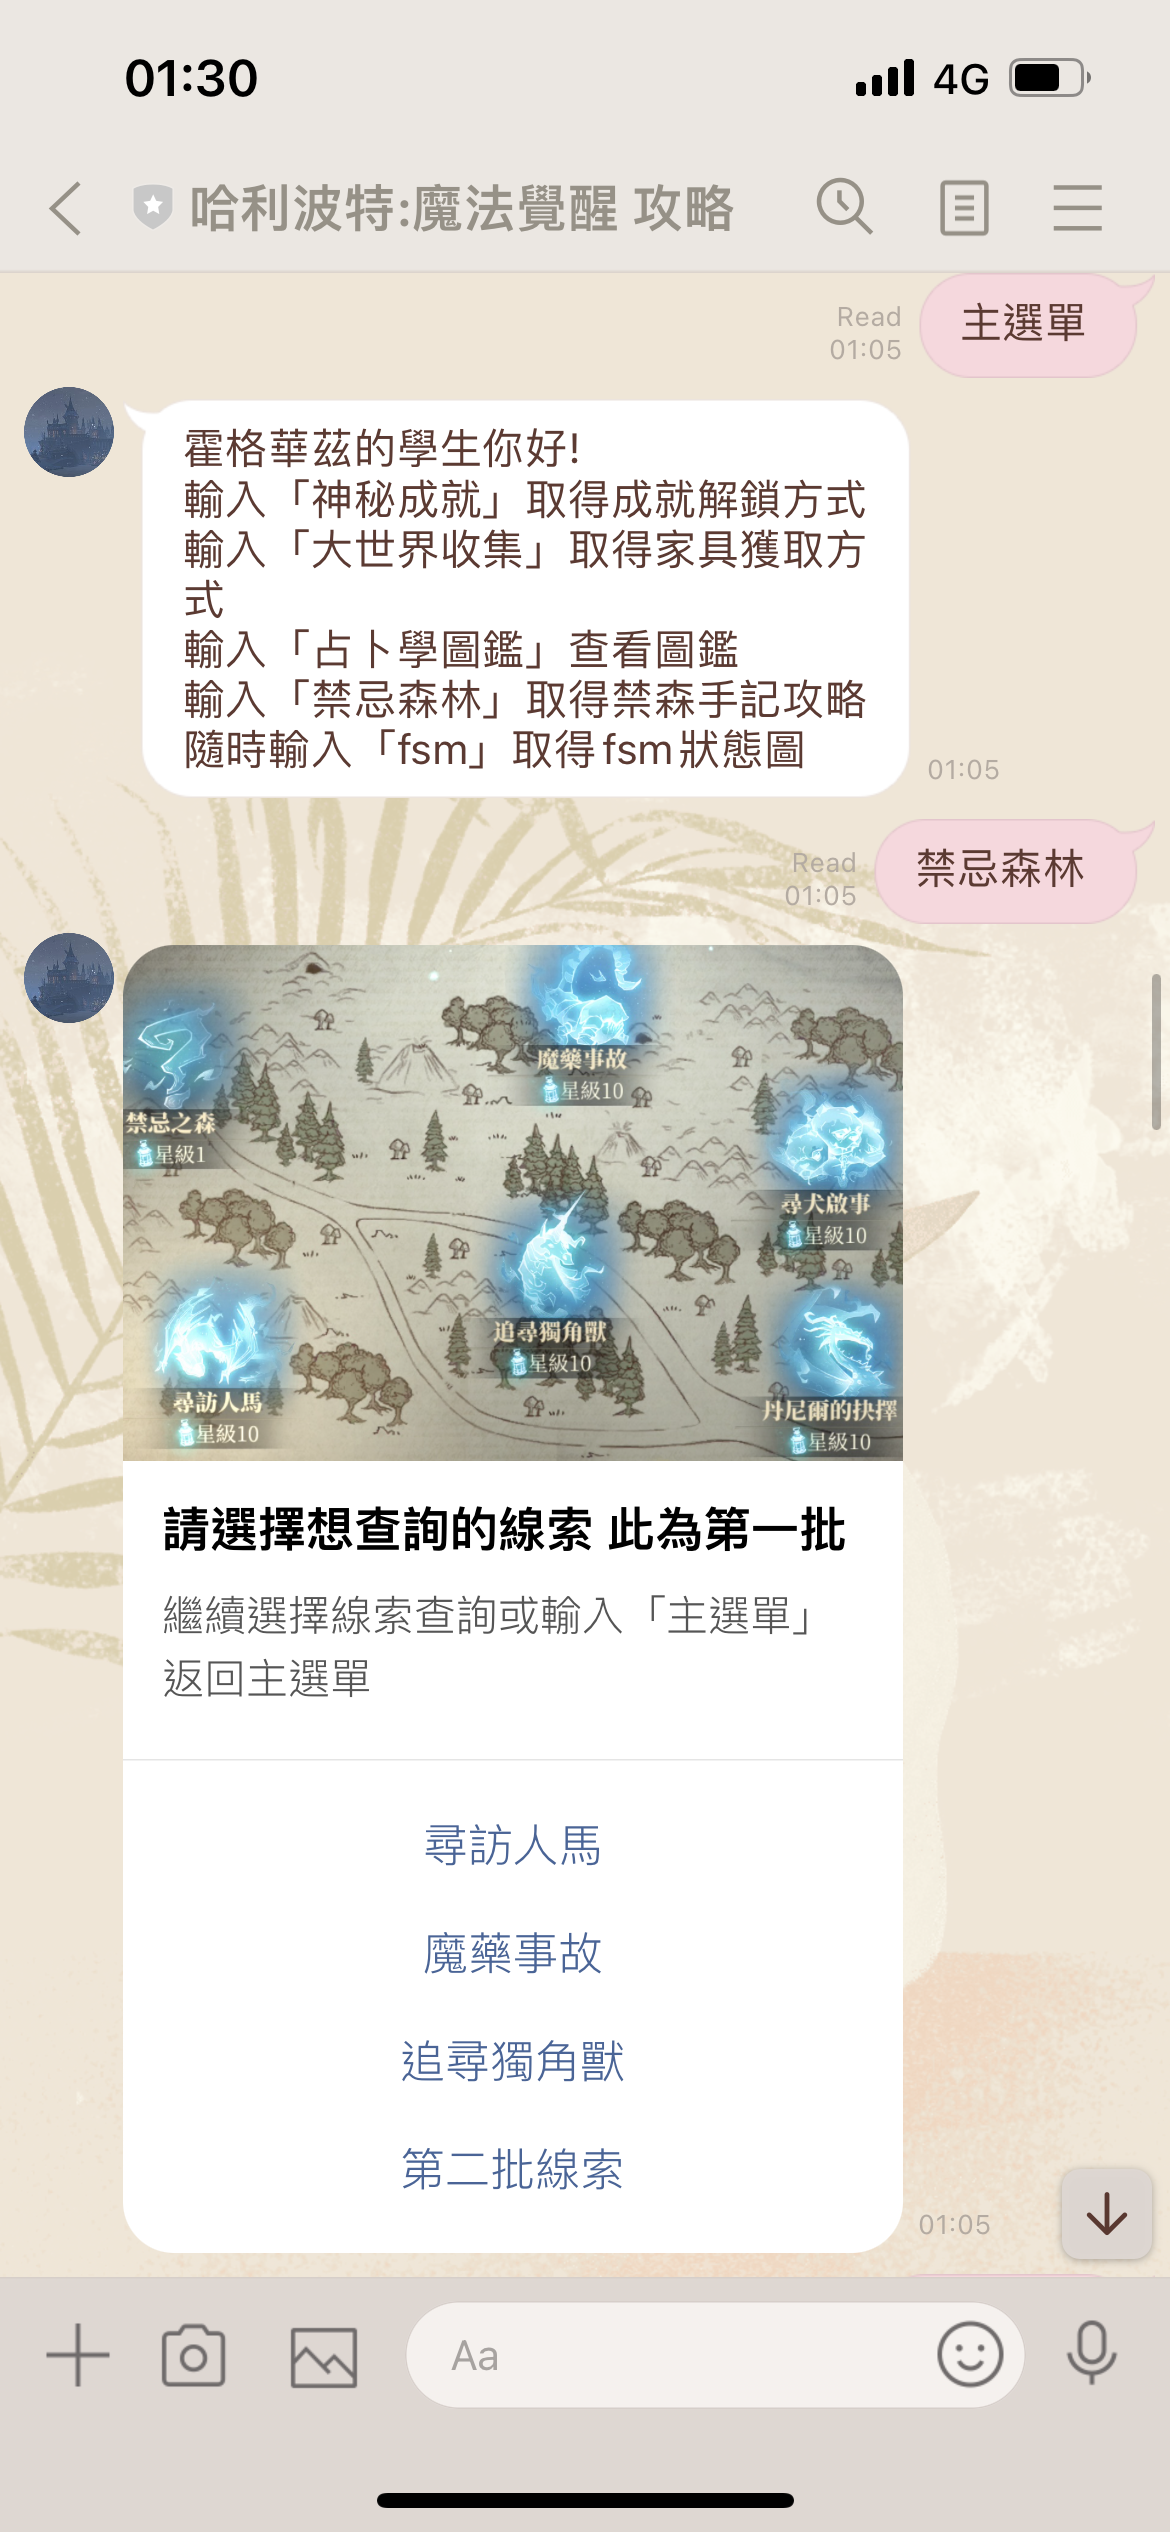 01:30
4G
哈利波特:魔法覺醒 攻略
主選單
Read
01:05
霍格華茲的學生你好!
輸入「神秘成就」取得成就解鎖方式
輸入「大世界收集」取得家具獲取方
式
輸入「占卜學圖鑑」查看圖鑑
輸入「禁忌森林」取得禁森手記攻略
隨時輸入「fsm」取得fsm狀態圖
01:05
禁忌森林
Read
01:05
魔藥事故
星級10
禁忌之森
星級1
尋犬啟事
星級10
追尋獨角獸
星級10
尋訪人馬
星級10
丹尼爾的抉擇
星級10
請選擇想查詢的線索 此為第一批
繼續選擇線索查詢或輸入「主選單」
返回主選單
尋訪人馬
魔藥事故
追尋獨角獸
第二批線索
01:05
Aa